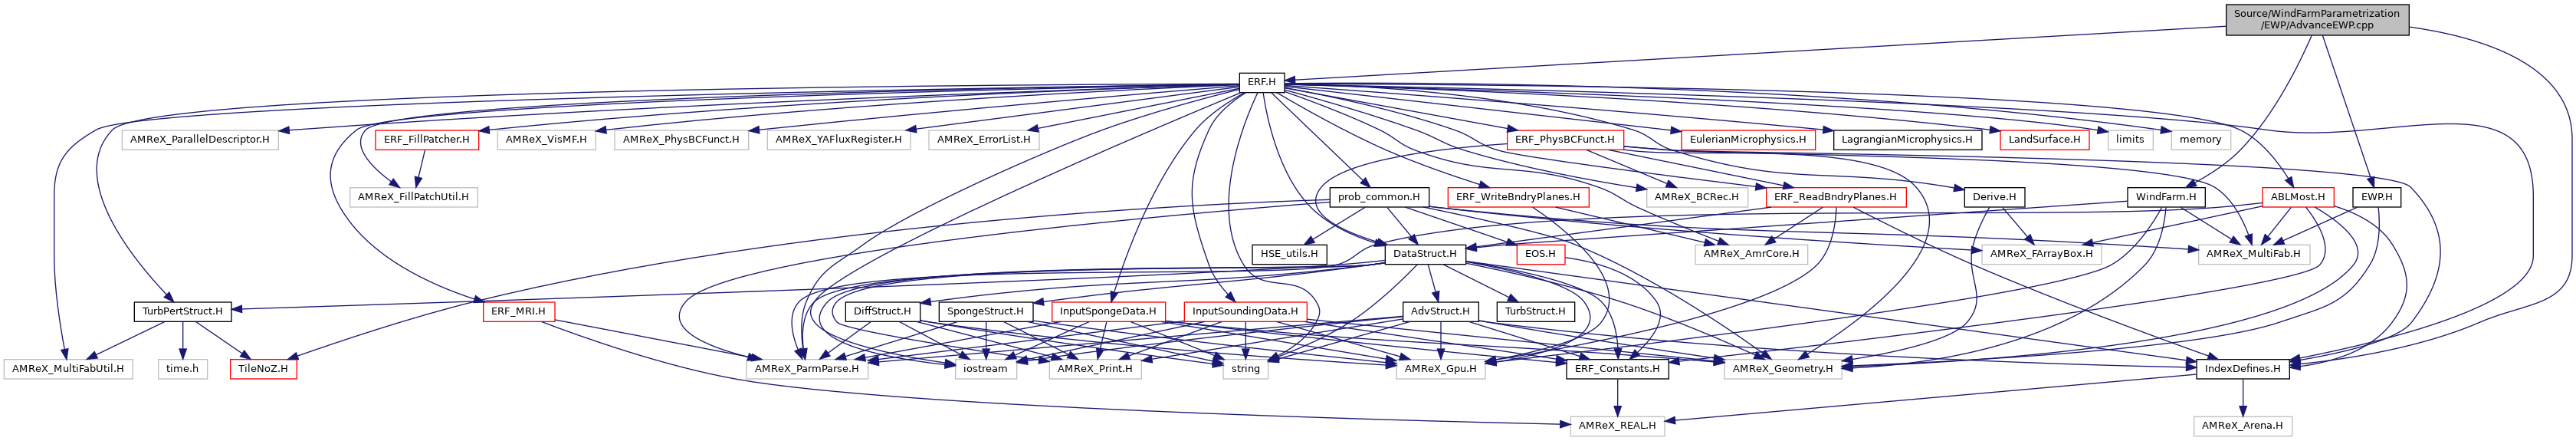 Source/WindFarmParametrization
/EWP/AdvanceEWP.cpp
ERF.H
AMReX_ParallelDescriptor.H
ERF_FillPatcher.H
AMReX_VisMF.H
AMReX_PhysBCFunct.H
AMReX_YAFluxRegister.H
AMReX_ErrorList.H
ERF_PhysBCFunct.H
EulerianMicrophysics.H
LagrangianMicrophysics.H
LandSurface.H
limits
memory
AMReX_FillPatchUtil.H
prob_common.H
ERF_WriteBndryPlanes.H
AMReX_BCRec.H
ERF_ReadBndryPlanes.H
Derive.H
WindFarm.H
ABLMost.H
EWP.H
HSE_utils.H
DataStruct.H
EOS.H
AMReX_AmrCore.H
AMReX_FArrayBox.H
AMReX_MultiFab.H
TurbPertStruct.H
ERF_MRI.H
DiffStruct.H
SpongeStruct.H
InputSpongeData.H
InputSoundingData.H
AdvStruct.H
TurbStruct.H
AMReX_MultiFabUtil.H
time.h
TileNoZ.H
AMReX_ParmParse.H
iostream
AMReX_Print.H
string
AMReX_Gpu.H
ERF_Constants.H
AMReX_Geometry.H
IndexDefines.H
AMReX_REAL.H
AMReX_Arena.H